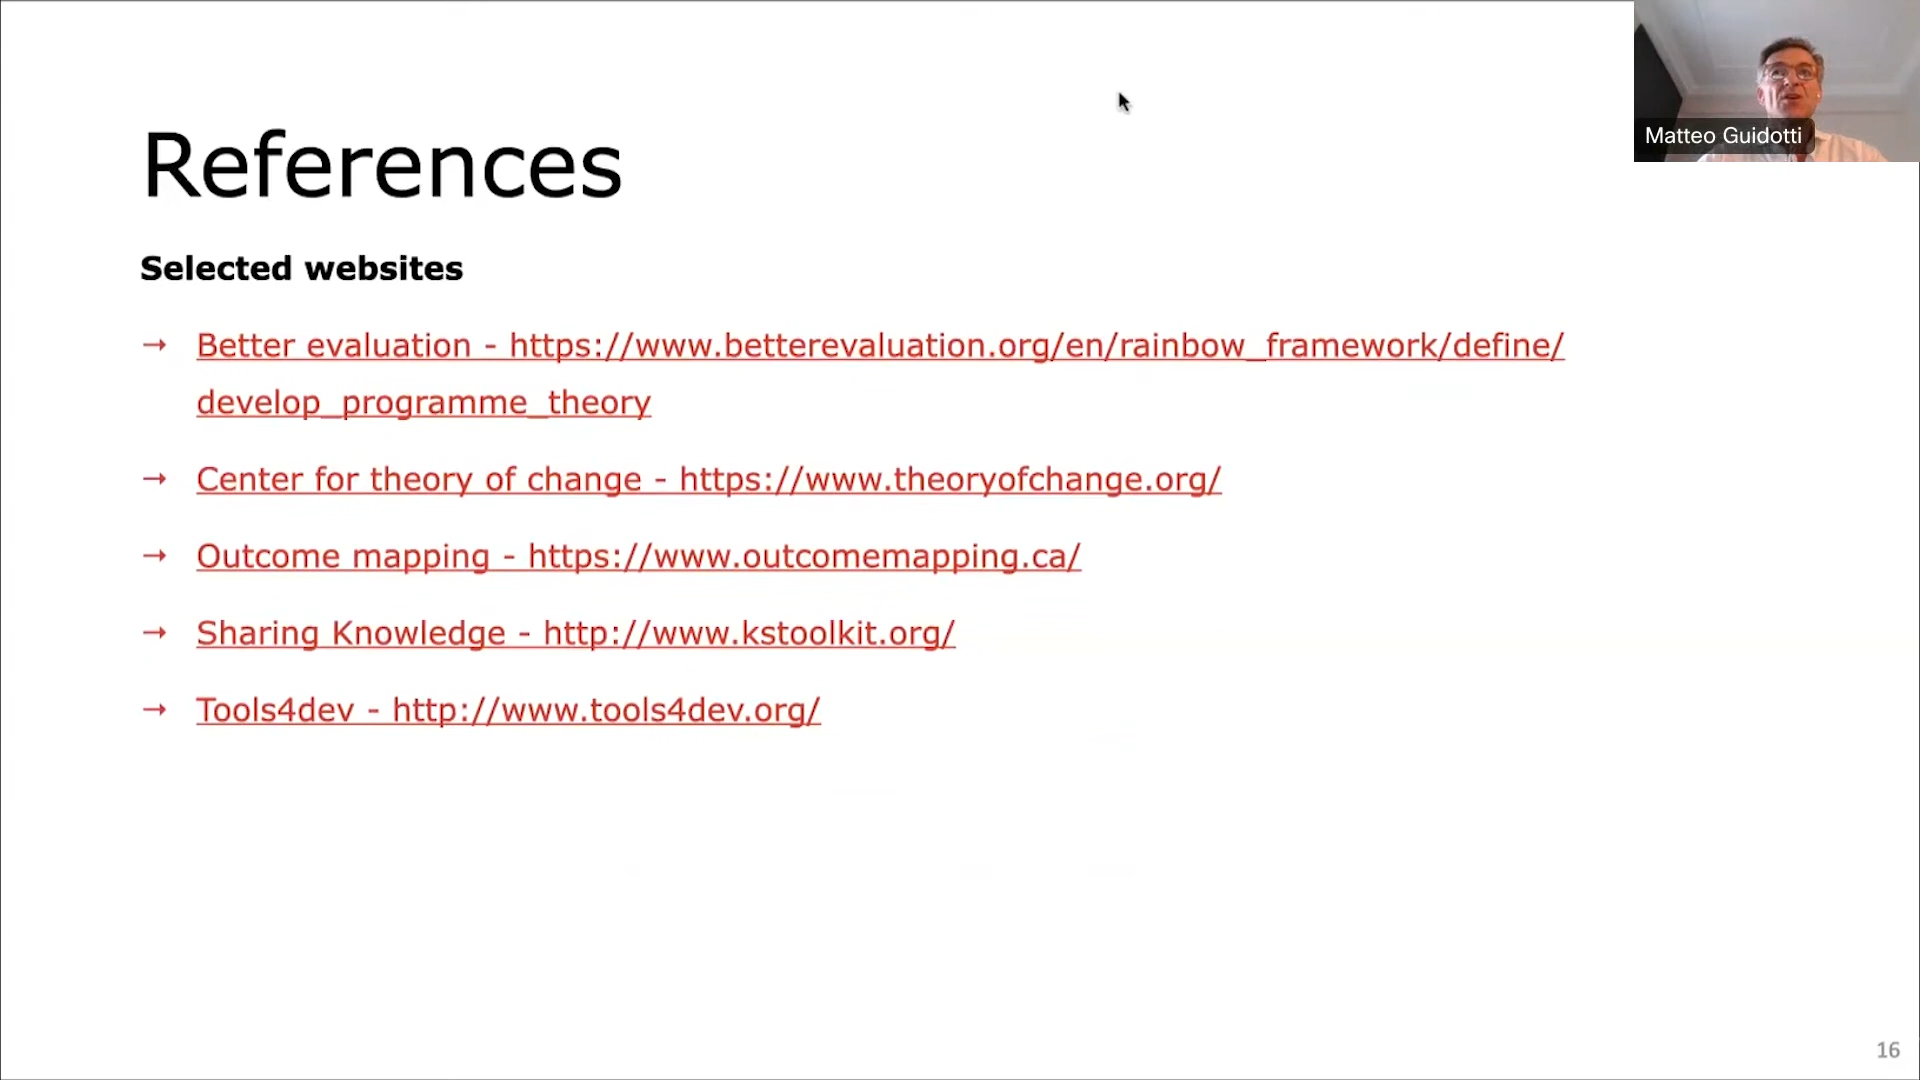 Matteo Guidotti
References
Selected websites
→ Better evaluation - https://www.betterevaluation.org/en/rainbow_framework/define/
develop_programme_theory
→ Center for theory of change - https://www.theoryofchange.org/
→ Outcome mapping - https://www.outcomemapping.ca/
→ Sharing Knowledge - http://www.kstoolkit.org/
→ Tools4dev - http://www.tools4dev.org/
16